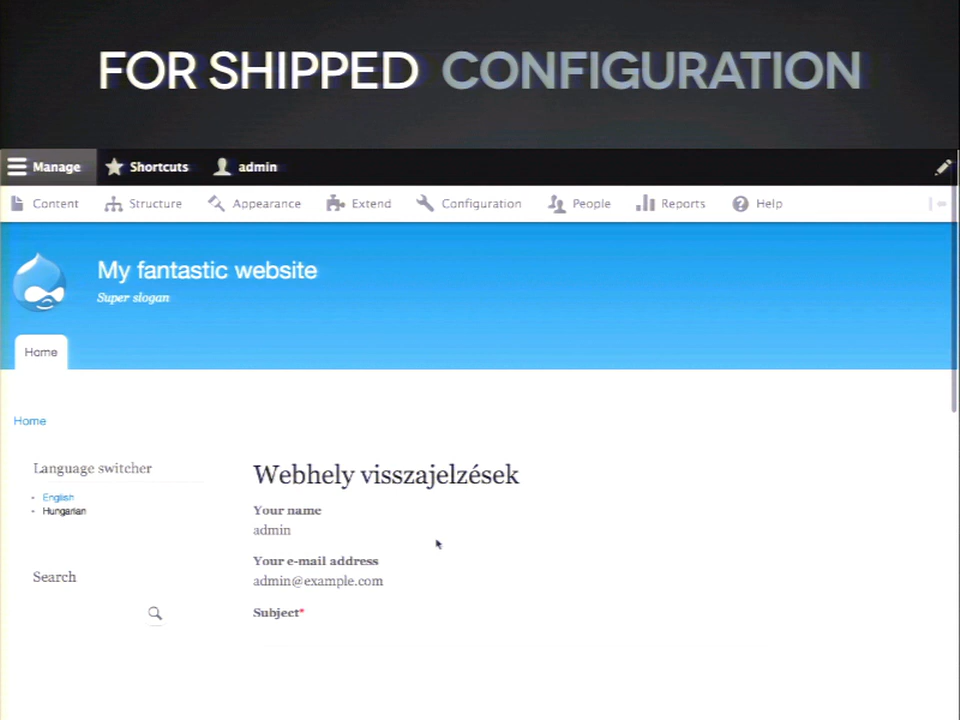 FOR SHIPPED CONFIGURATION
Manage Shortcuts admin
Content Structure Appearance Extend Configuration People Reports Help
My fantastic website
Super slogan
Home
Home
Language switcher
English
Hungarian
Search
Webhely visszajelzések
Your name
admin
Your e-mail address
admin@example.com
Subject*